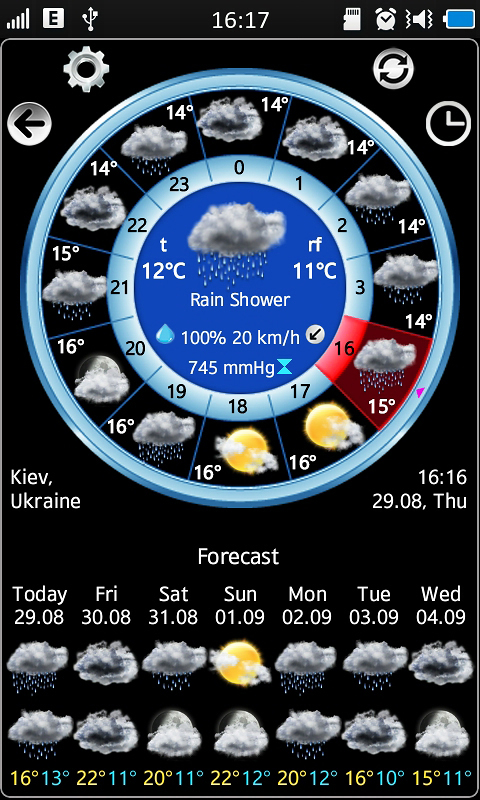 E 16:17
14° 14°
14° 14°
0
23 1
22 2
14°
15°
t rf
12°C 11°C
21 3
Rain Shower
14°
100% 20 km/h
16° 20 16
745 mmHg
19 17
18 15°
16°
16° 16°
Kiev,
Ukraine
16:16
29.08, Thu
Forecast
Today Fri Sat Sun Mon Tue Wed
29.08 30.08 31.08 01.09 02.09 03.09 04.09
16°13° 22°11° 20°11° 22°12° 20°12° 16°10° 15°11°